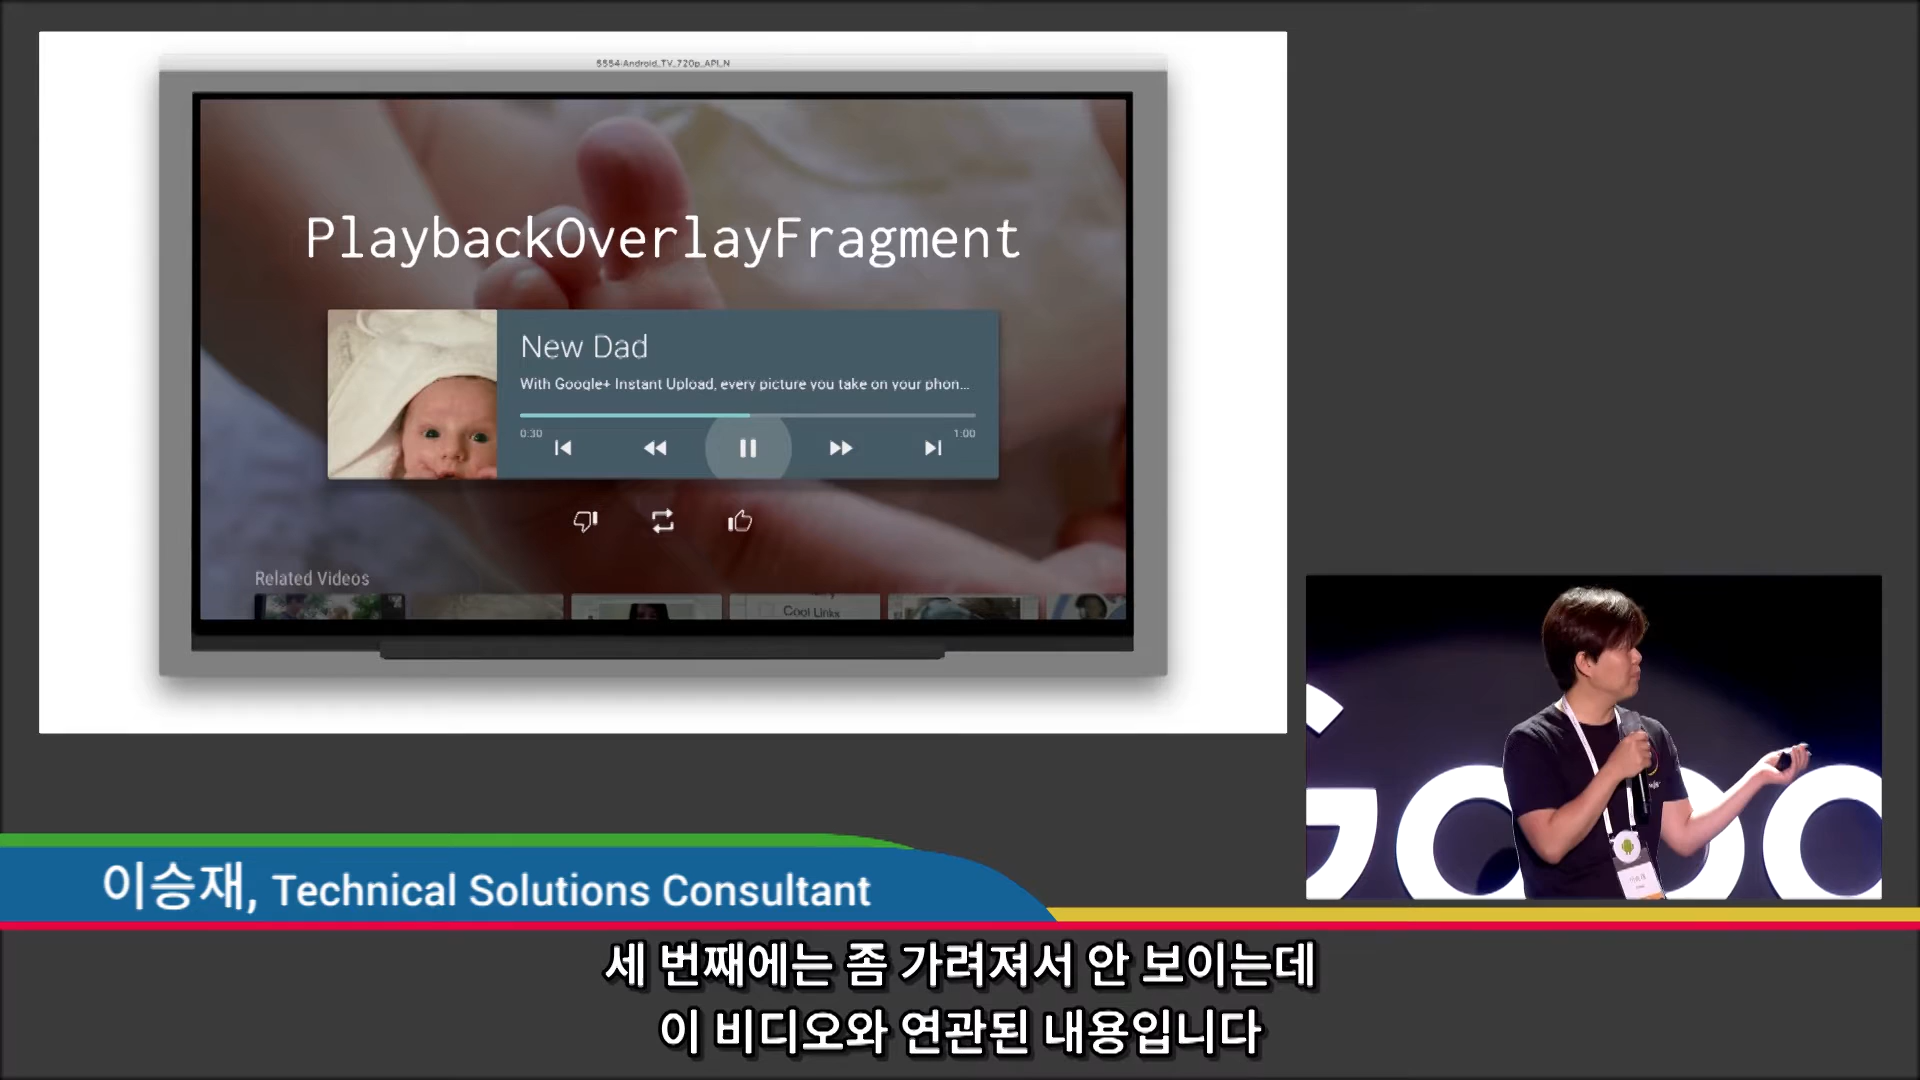 5554:Android_TV_720p_API_N
PlaybackOverlayFragment
New Dad
With Google+ Instant Upload, every picture you take on your phon...
0:30
1:00
Related Videos
Cool Links
이승재, Technical Solutions Consultant
세 번째에는 좀 가려져서 안 보이는데
이 비디오와 연관된 내용입니다